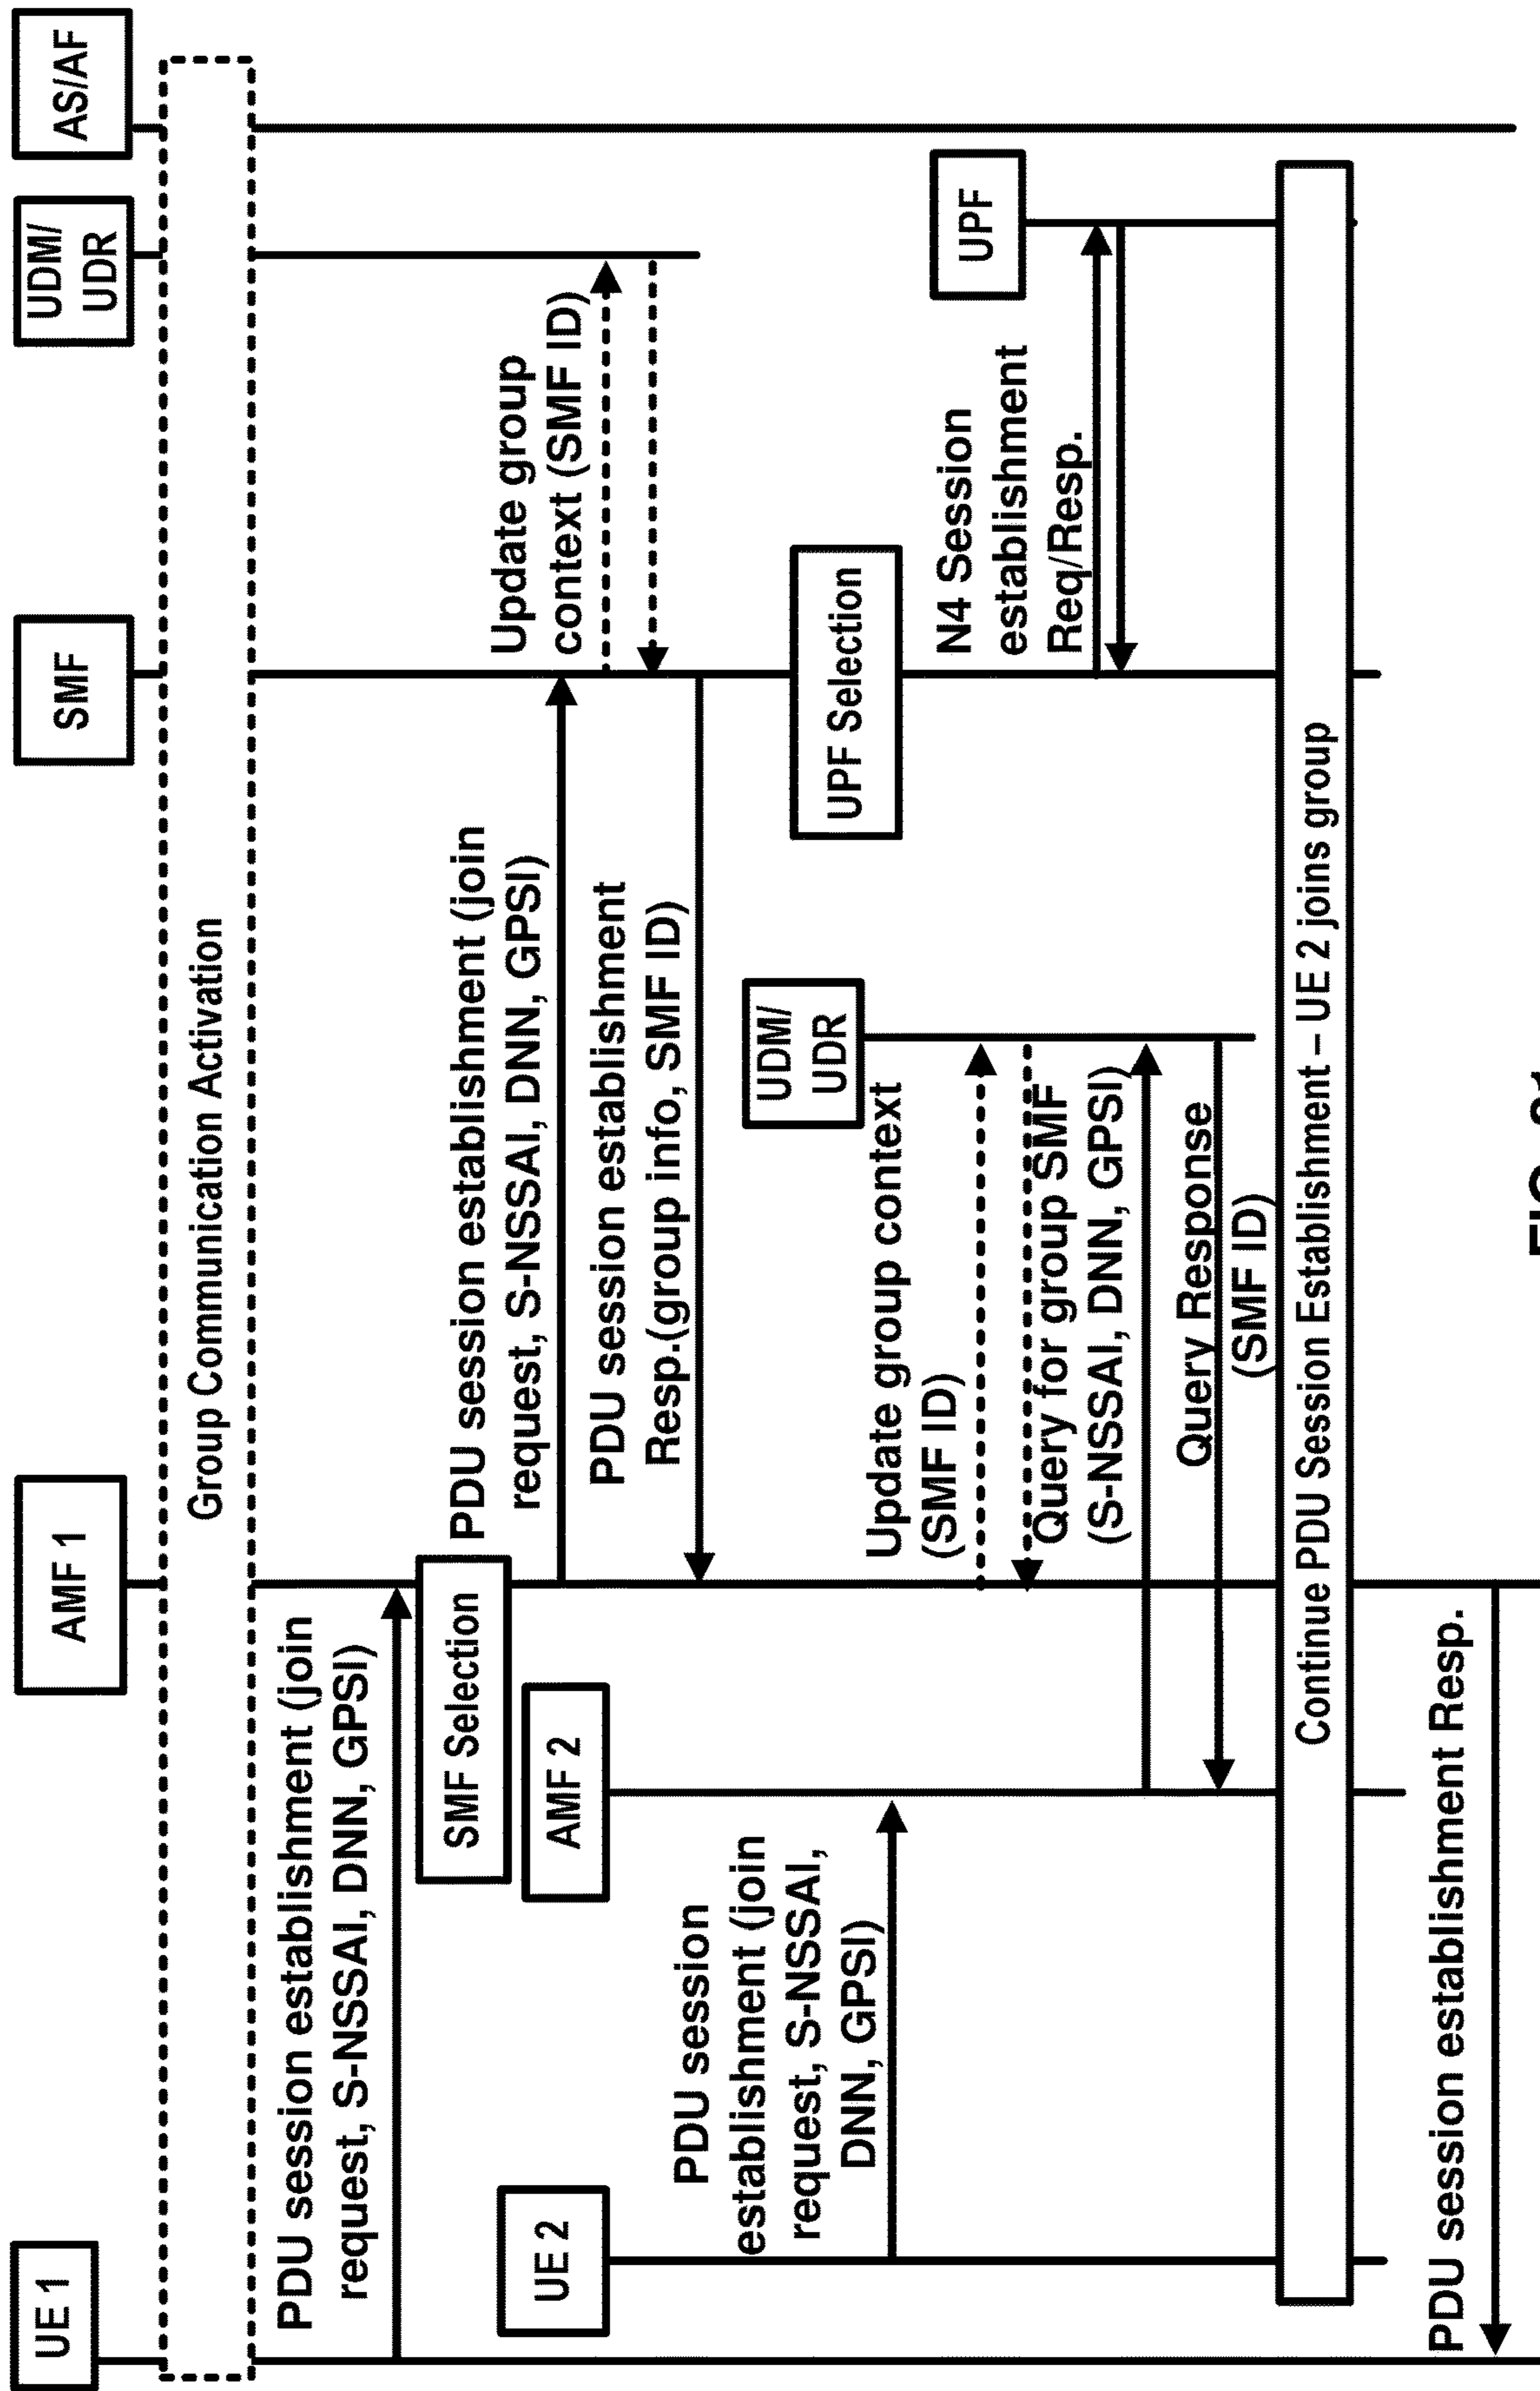 UE 1
AMF 1
SMF
UDM/
UDR
AS/AF
Group Communication Activation
PDU session establishment (join
request, S-NSSAI, DNN, GPSI)
SMF Selection
PDU session establishment (join
request, S-NSSAI, DNN, GPSI)
Update group
context (SMF ID)
PDU session establishment
Resp.(group info, SMF ID)
UE 2
AMF 2
PDU session
establishment (join
request, S-NSSAI,
DNN, GPSI)
UDM/
UDR
UPF Selection
Update group context
(SMF ID)
UPF
N4 Session
establishment
Req/Resp.
Query for group SMF
(S-NSSAI, DNN, GPSI)
Query Response
(SMF ID)
Continue PDU Session Establishment – UE 2 joins group
PDU session establishment Resp.